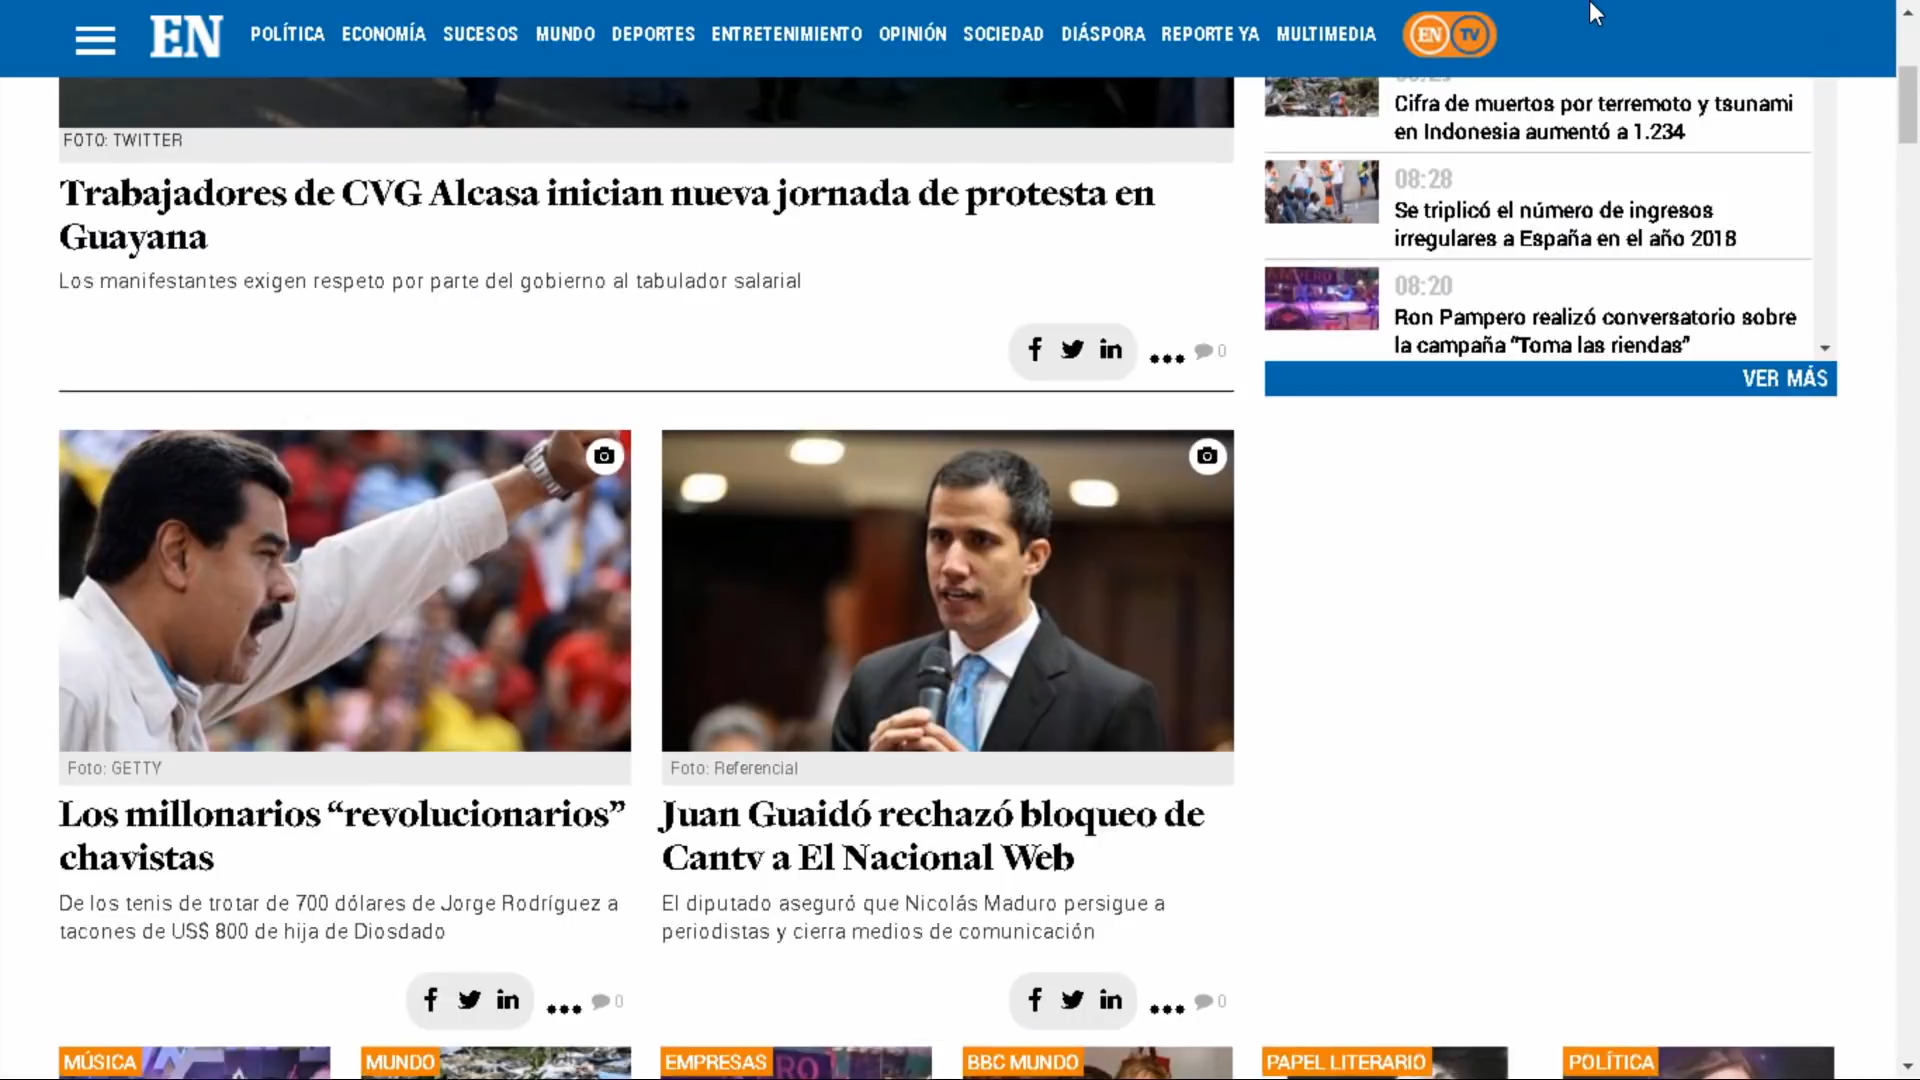 EN
POLÍTICA ECONOMÍA SUCESOS MUNDO DEPORTES ENTRETENIMIENTO OPINIÓN SOCIEDAD DIÁSPORA REPORTE YA MULTIMEDIA
EN TV
FOTO: TWITTER
Trabajadores de CVG Alcasa inician nueva jornada de protesta en
Guayana
Los manifestantes exigen respeto por parte del gobierno al tabulador salarial
0
Cifra de muertos por terremoto y tsunami
en Indonesia aumentó a 1.234
08:28
Se triplicó el número de ingresos
irregulares a España en el año 2018
08:20
Ron Pampero realizó conversatorio sobre
la campaña "Toma las riendas"
VER MÁS
Foto: GETTY
Los millonarios “revolucionarios”
chavistas
De los tenis de trotar de 700 dólares de Jorge Rodríguez a
tacones de US$ 800 de hija de Diosdado
0
Foto: Referencial
Juan Guaidó rechazó bloqueo de
Cantv a El Nacional Web
El diputado aseguró que Nicolás Maduro persigue a
periodistas y cierra medios de comunicación
0
MÚSICA
MUNDO
EMPRESAS
BBC MUNDO
PAPEL LITERARIO
POLÍTICA